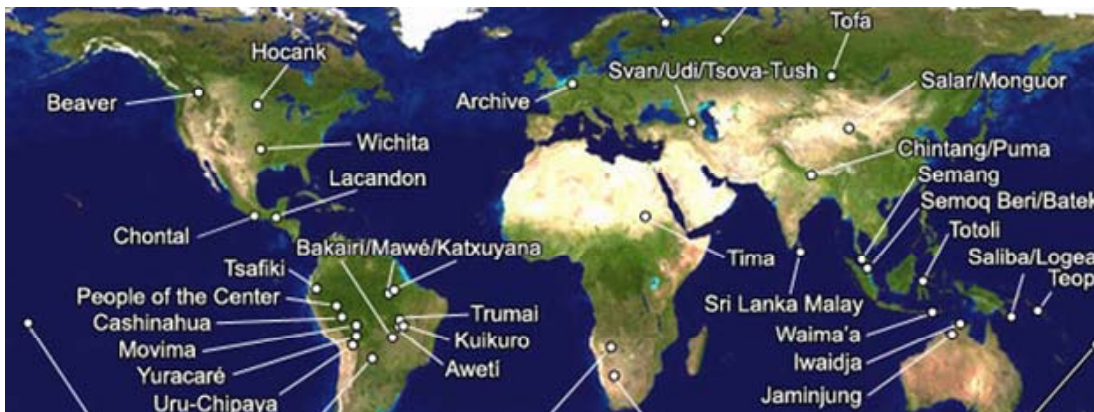 Tofa
Hocank
Svan/Udi/Tsova-Tush
Salar/Monguor
Beaver
Archive
Wichita
Chintang/Puma
Lacandon
Semang
Semoq Beri/Batek
Chontal
Bakairi/Mawé/Katxuyana
Totoli
Tsafiki
Tima
Saliba/Logea
Teop
People of the Center
Sri Lanka Malay
Cashinahua
Trumai
Movima
Kuikuro
Waima'a
Yuracaré
Aweti
Iwaidja
Uru-Chipaya
Jaminjung